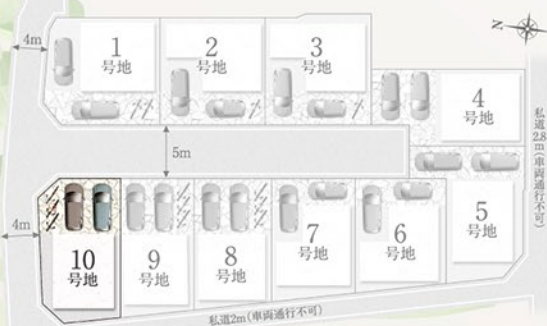 4m
N
1
号地
2
号地
3
号地
4
号地
5m
私道2.8m(車両通行不可)
4m
10
号地
9
号地
8
号地
7
号地
6
号地
5
号地
私道2m(車両通行不可)